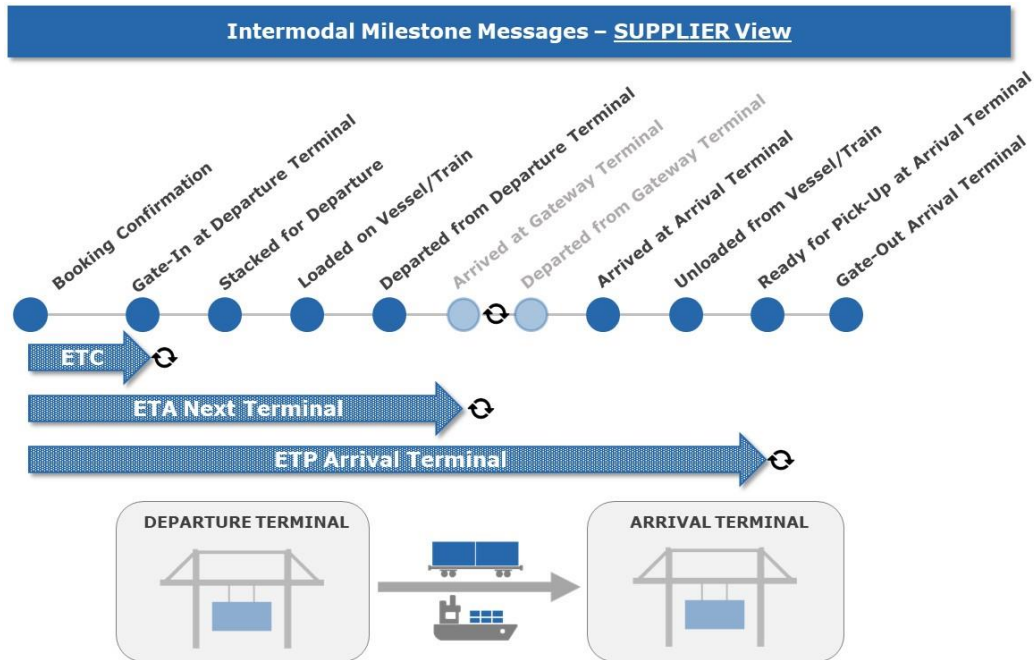 Intermodal Milestone Messages – SUPPLIER View
Booking Confirmation
Gate-In at Departure Terminal
Stacked for Departure
Loaded on Vessel/Train
Departed from Departure Terminal
Arrived at Gateway Terminal
Departed from Gateway Terminal
Arrived at Arrival Terminal
Unloaded from Vessel/Train
Ready for Pick-Up at Arrival Terminal
Gate-Out Arrival Terminal
ETC
ETA Next Terminal
ETP Arrival Terminal
DEPARTURE TERMINAL
ARRIVAL TERMINAL